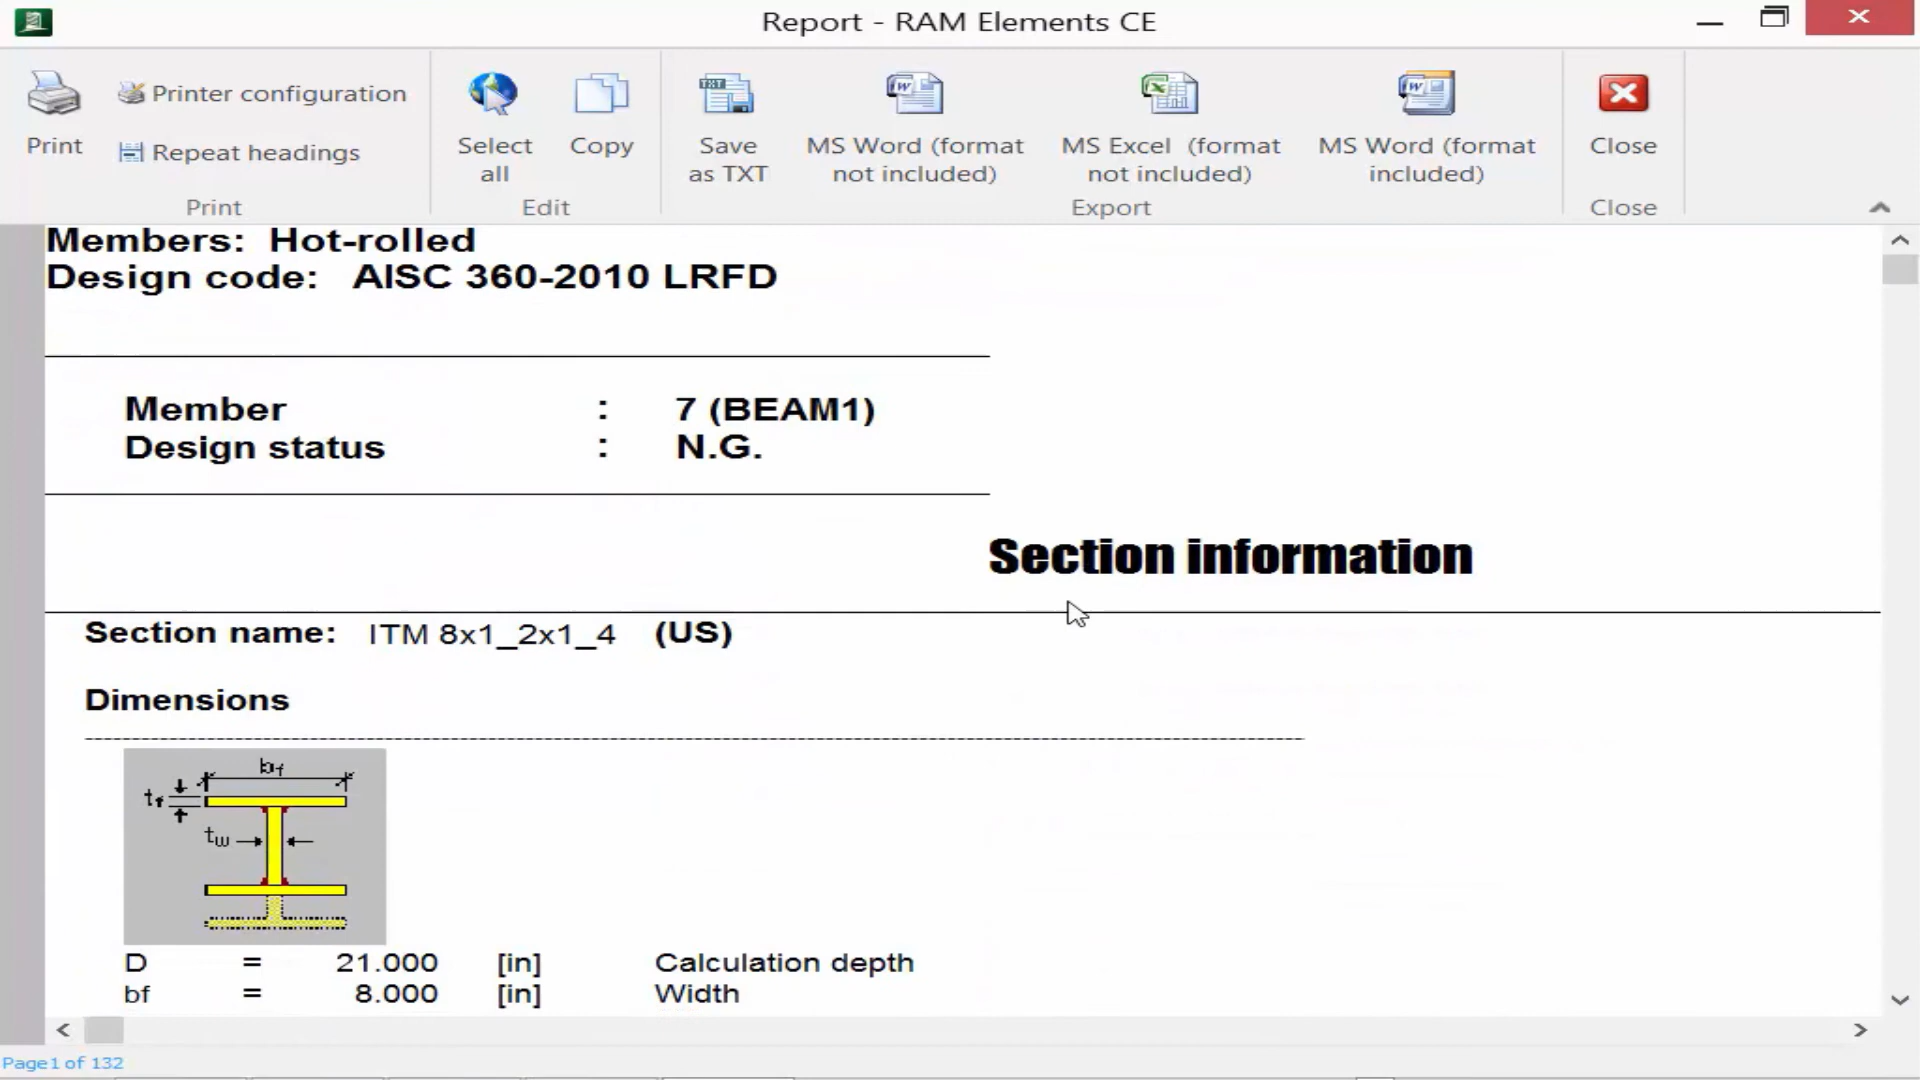 Report - RAM Elements CE
Print
Printer configuration
Repeat headings
Print
Select all
Copy
Edit
Save as TXT
MS Word (format not included)
MS Excel (format not included)
MS Word (format included)
Export
Close
Close
Members: Hot-rolled
Design code: AISC 360-2010 LRFD
Member : 7 (BEAM1)
Design status : N.G.
Section information
Section name: ITM 8x1_2x1_4 (US)
Dimensions
bf
tf
tw
D = 21.000 [in] Calculation depth
bf = 8.000 [in] Width
Page1 of 132